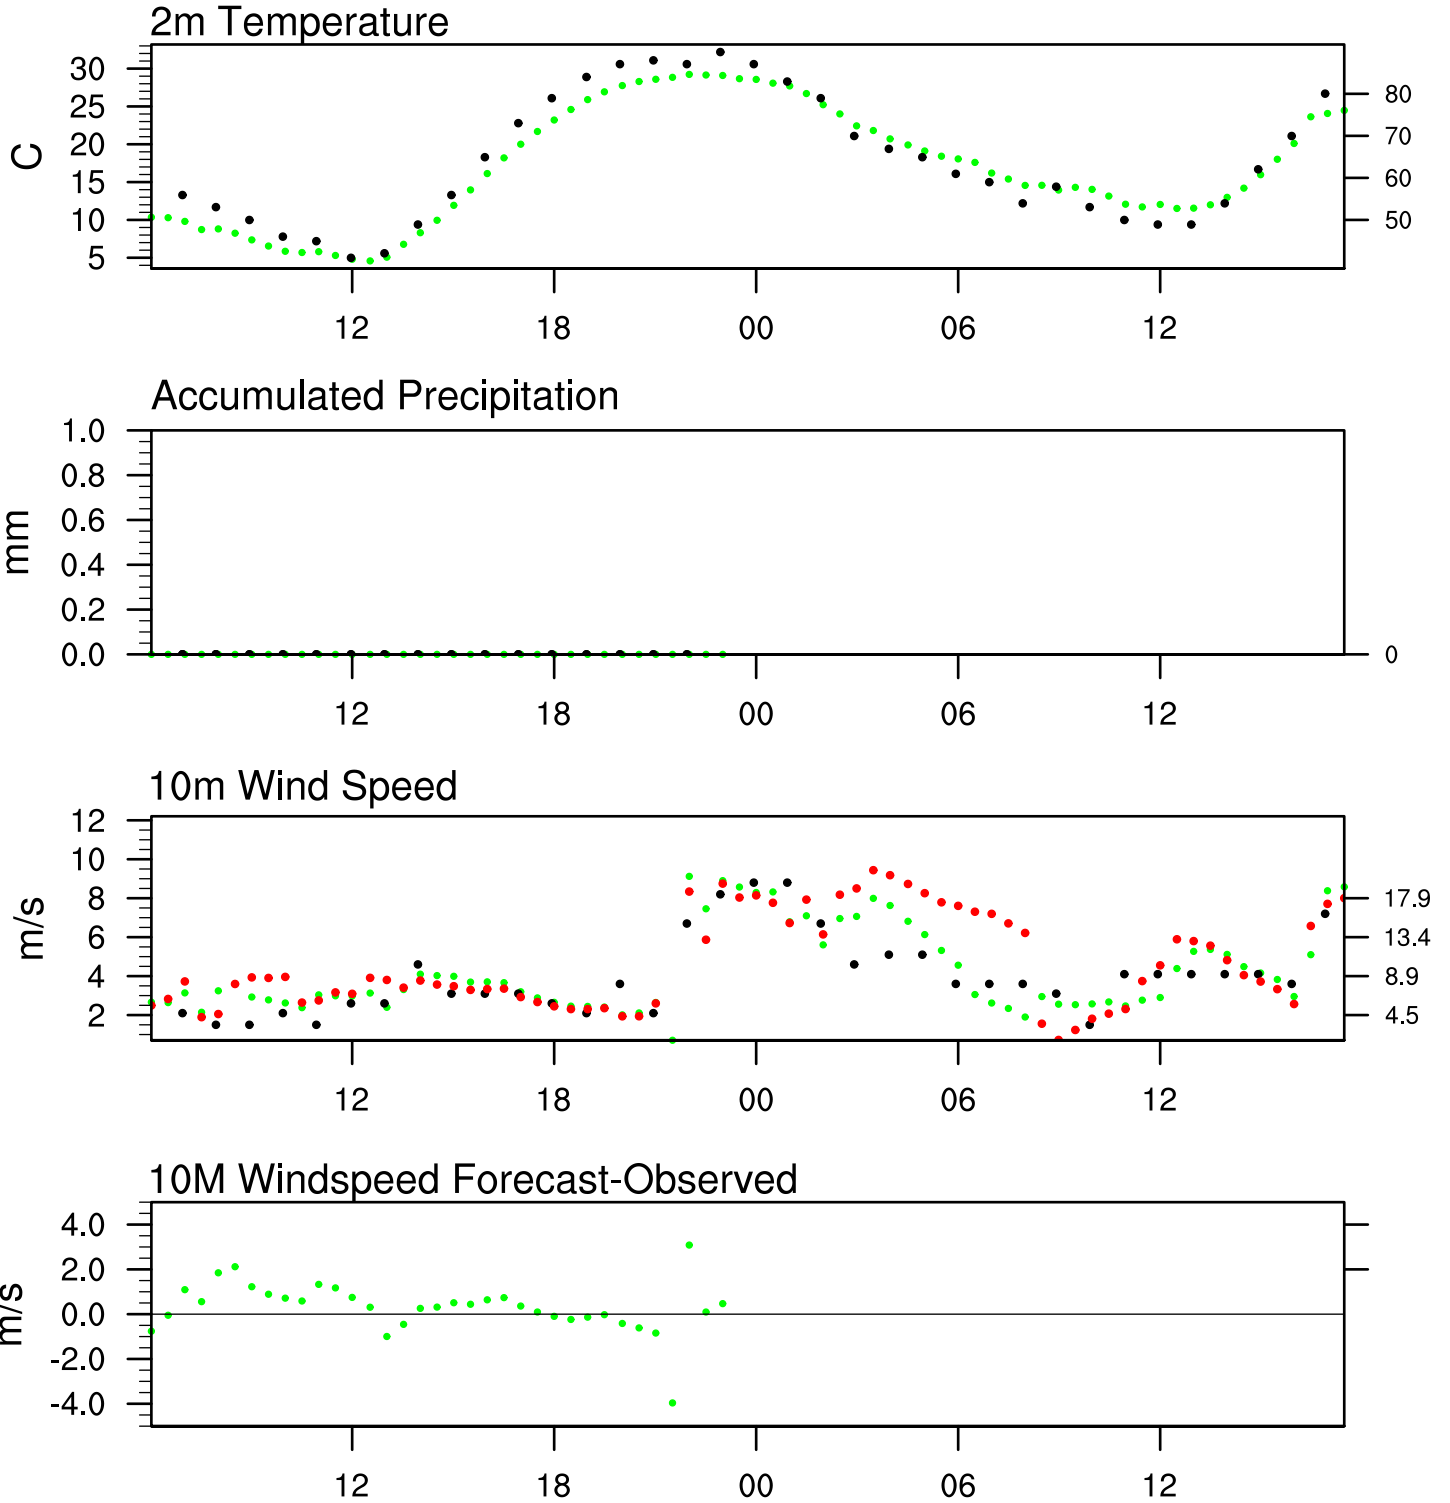 2m Temperature
30
25
20
15
10
5
C
80
70
60
50
12 18 00 06 12
Accumulated Precipitation
1.0
0.8
0.6
0.4
0.2
0.0
mm
0
12 18 00 06 12
10m Wind Speed
12
10
8
6
4
2
m/s
17.9
13.4
8.9
4.5
12 18 00 06 12
10M Windspeed Forecast-Observed
4.0
2.0
0.0
-2.0
-4.0
m/s
12 18 00 06 12